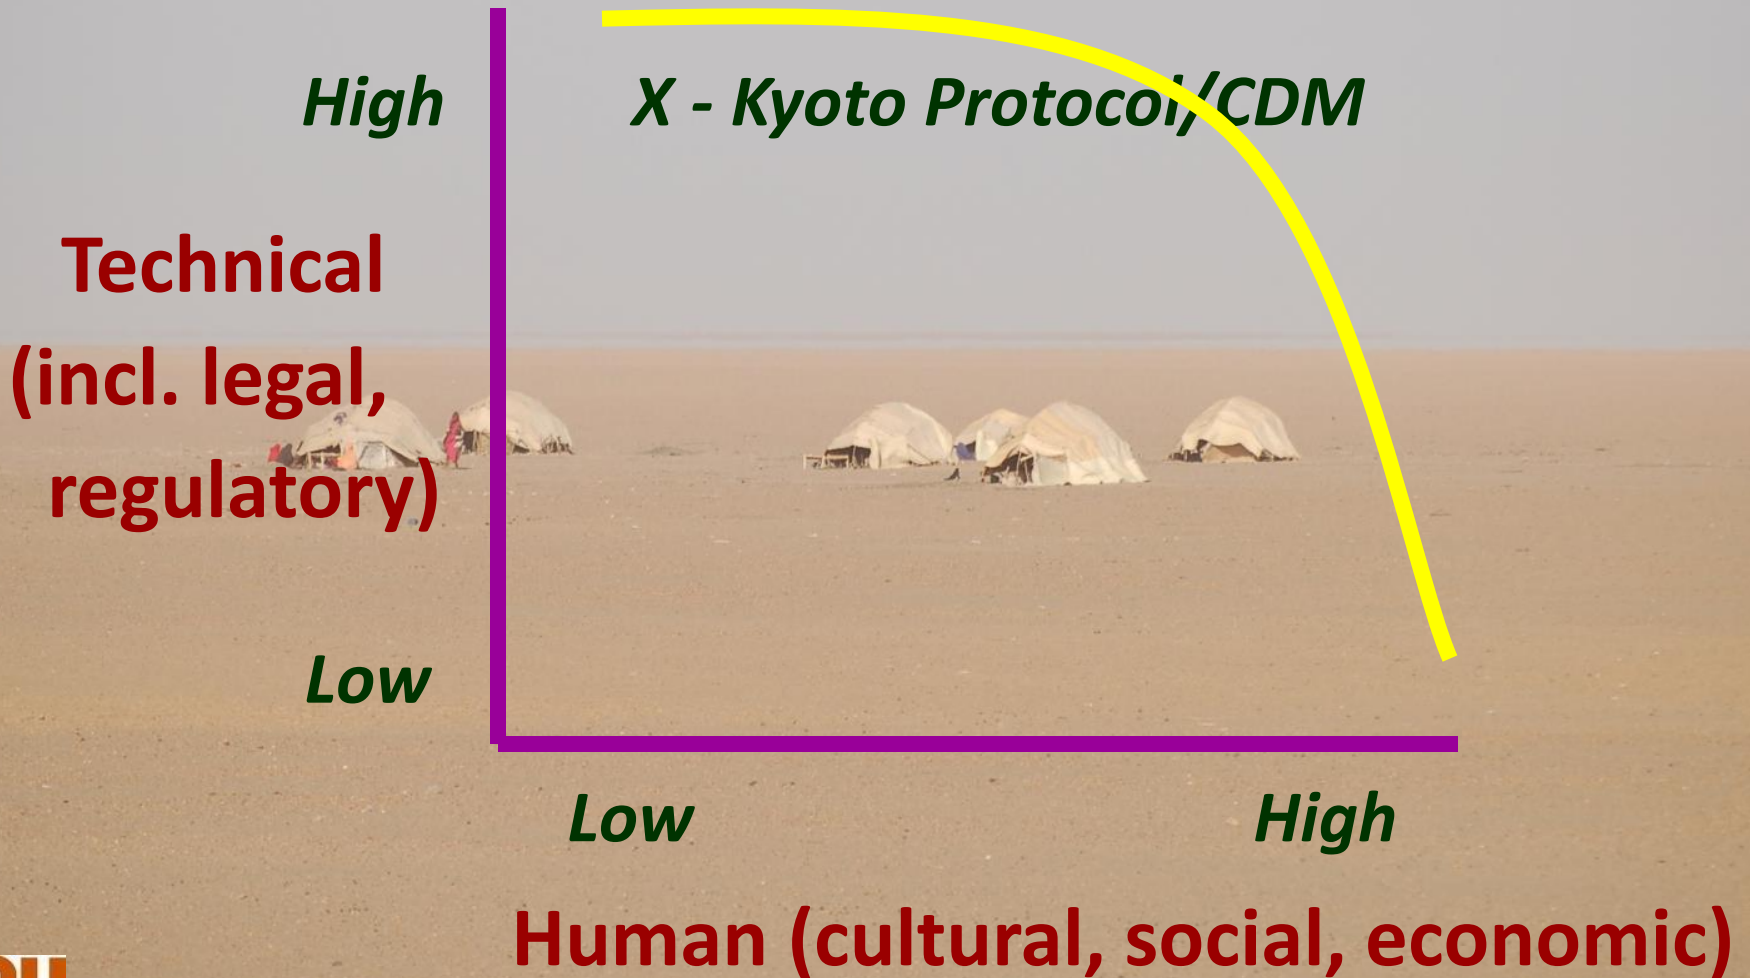 High
X - Kyoto Protocol/CDM
Technical
(incl. legal,
regulatory)
Low
Low
High
Human (cultural, social, economic)